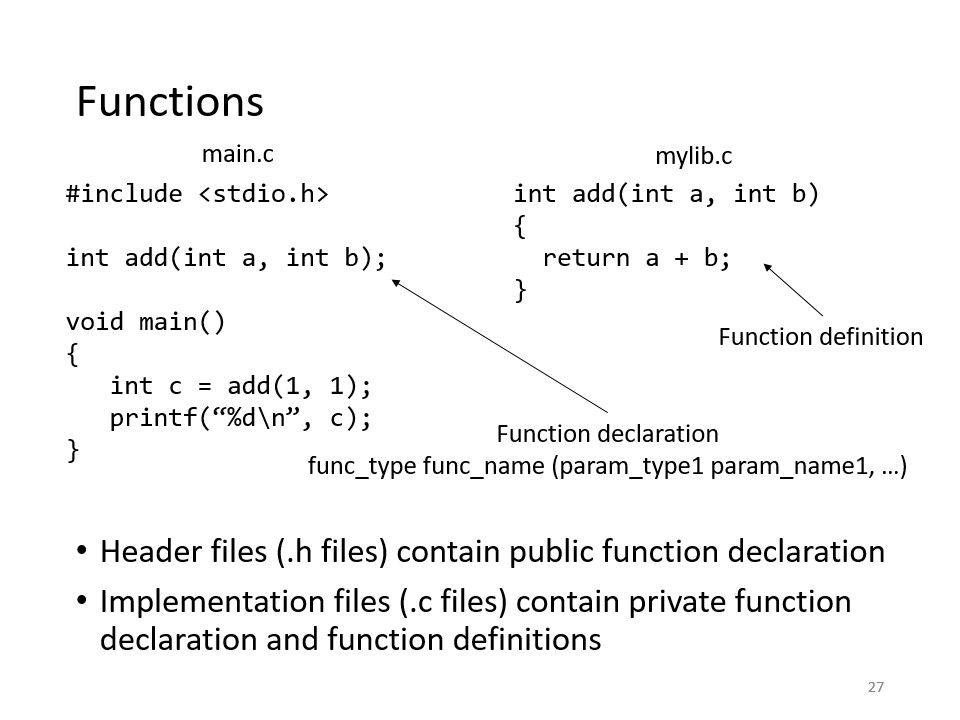 Functions
main.c
#include <stdio.h>
int add(int a, int b);
void main()
{
int c = add(1, 1);
printf(“%d\n”, c);
}
mylib.c
int add(int a, int b)
{
return a + b;
}
Function definition
Function declaration
func_type func_name (param_type1 param_name1, …)
• Header files (.h files) contain public function declaration
• Implementation files (.c files) contain private function
declaration and function definitions
27